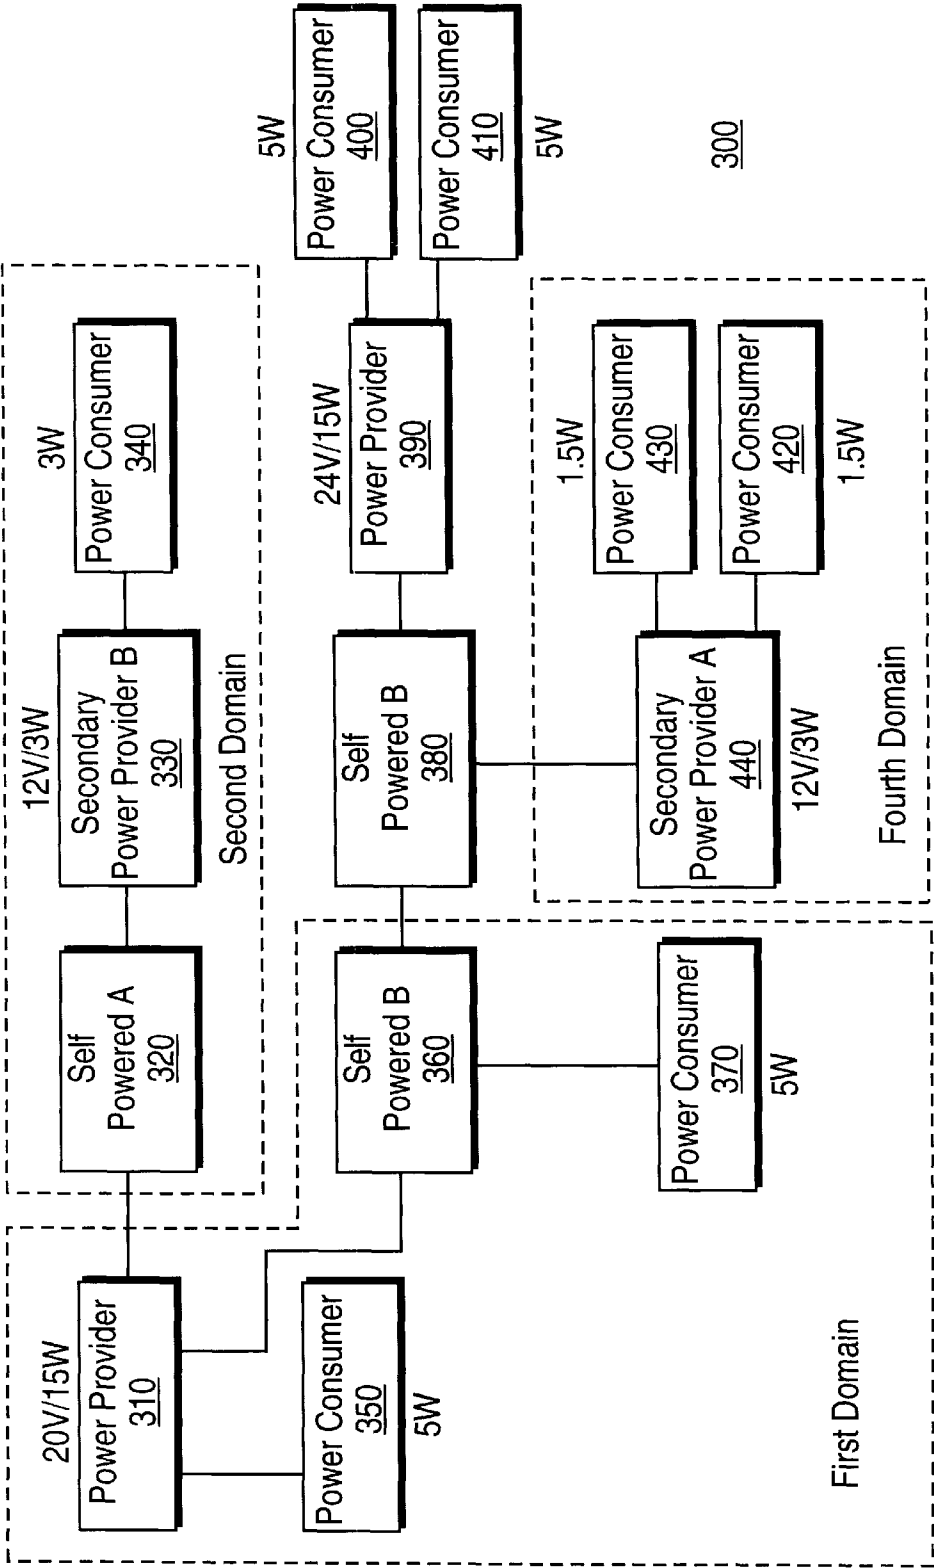 20V/15W
Power Provider
310
Self
Powered A
320
12V/3W
Secondary
Power Provider B
330
3W
Power Consumer
340
Second Domain
Power Consumer
350
5W
Self
Powered B
360
Self
Powered B
380
24V/15W
Power Provider
390
5W
Power Consumer
400
Power Consumer
410
5W
Power Consumer
370
5W
Secondary
Power Provider A
440
12V/3W
1.5W
Power Consumer
430
Power Consumer
420
1.5W
First Domain
Fourth Domain
300